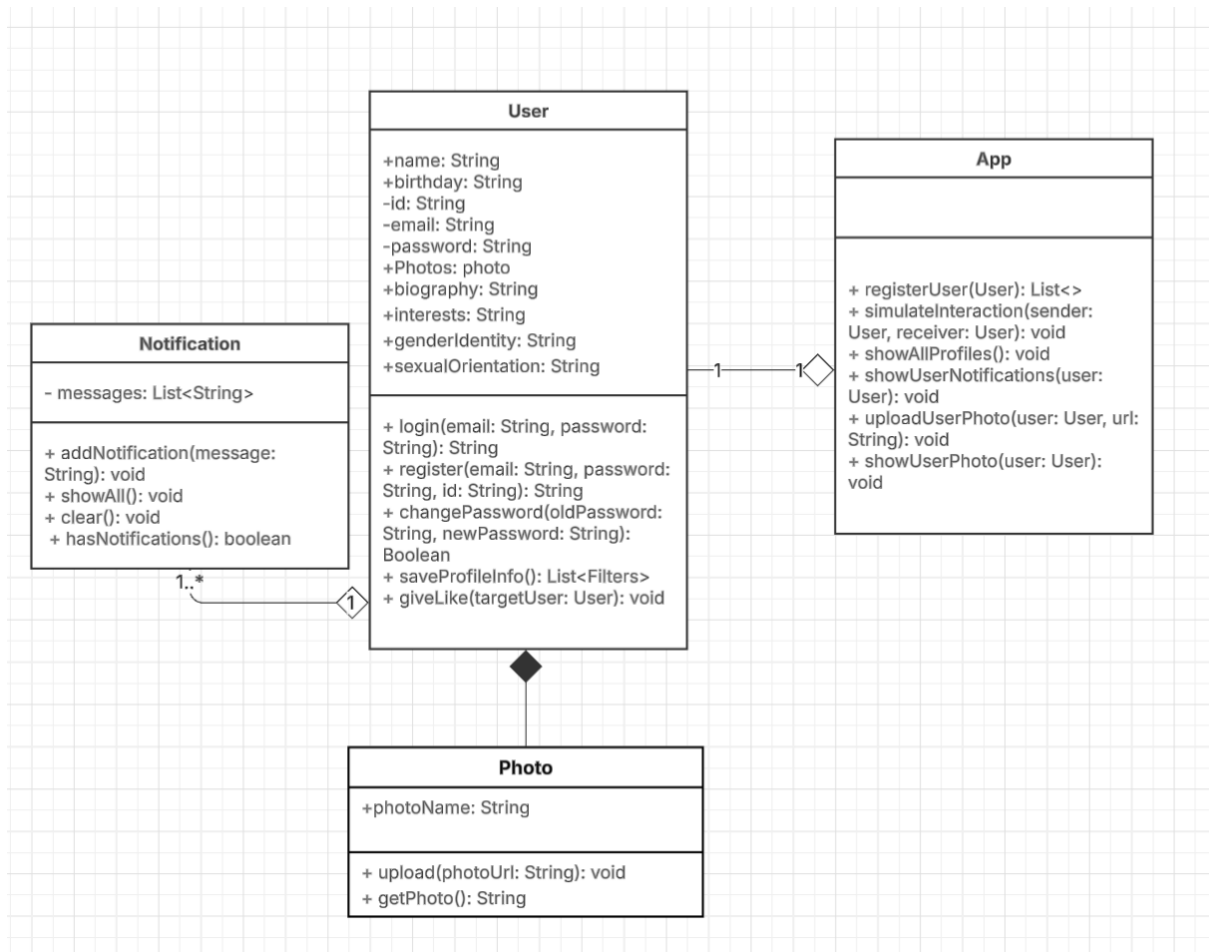 User
+name: String
+birthday: String
-id: String
-email: String
-password: String
+Photos: photo
+biography: String
+interests: String
+genderIdentity: String
+sexualOrientation: String
+ login(email: String, password:
String): String
+ register(email: String, password:
String, id: String): String
+ changePassword(oldPassword:
String, newPassword: String):
Boolean
+ saveProfileInfo(): List<Filters>
+ giveLike(targetUser: User): void
App
+ registerUser(User): List<>
+ simulateInteraction(sender:
User, receiver: User): void
+ showAllProfiles(): void
+ showUserNotifications(user:
User): void
+ uploadUserPhoto(user: User, url:
String): void
+ showUserPhoto(user: User):
void
1
1
Notification
- messages: List<String>
+ addNotification(message:
String): void
+ showAll(): void
+ clear(): void
+ hasNotifications(): boolean
1..*
1
Photo
+photoName: String
+ upload(photoUrl: String): void
+ getPhoto(): String